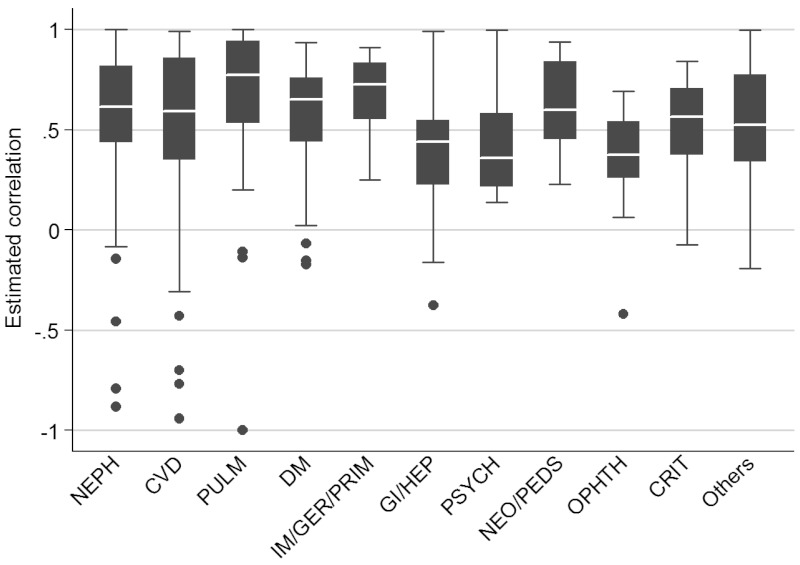 Estimated correlation
1
.5
0
-.5
-1
NEPH
CVD
PULM
DM
IM/GER/PRIM
GI/HEP
PSYCH
NEO/PEDS
OPHTH
CRIT
Others